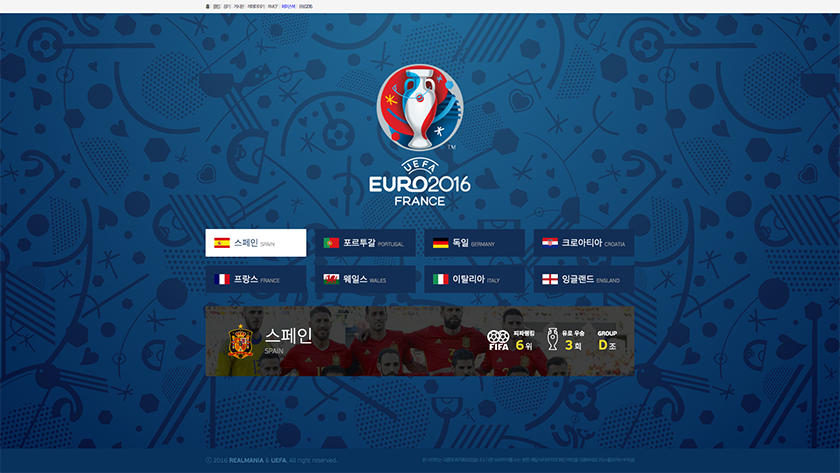 홈
TM
UEFA
EURO2016
FRANCE
스페인 SPAIN
포르투갈 PORTUGAL
독일 GERMANY
크로아티아 CROATIA
프랑스 FRANCE
웨일스 WALES
이탈리아 ITALY
잉글랜드 ENGLAND
스페인
SPAIN
FIFA
피파랭킹
6위
유로 우승
3회
GROUP
D조
ⓒ 2016 REALMANIA & UEFA. All right reserved.